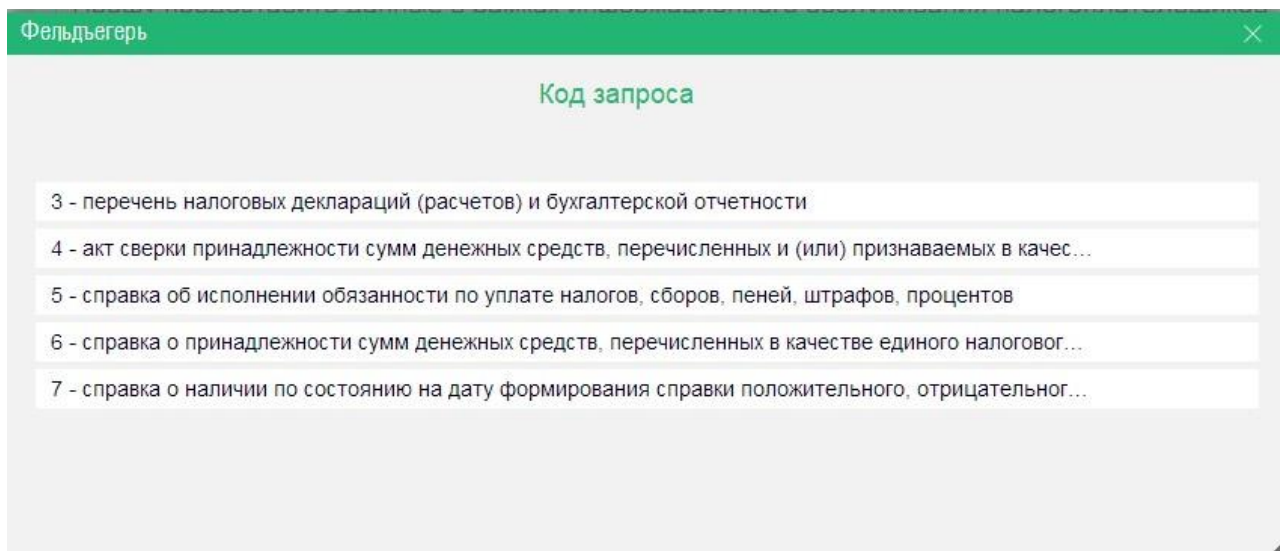 Фельдъегерь
Код запроса
3 - перечень налоговых деклараций (расчетов) и бухгалтерской отчетности
4 - акт сверки принадлежности сумм денежных средств, перечисленных и (или) признаваемых в качес...
5 - справка об исполнении обязанности по уплате налогов, сборов, пеней, штрафов, процентов
6 - справка о принадлежности сумм денежных средств, перечисленных в качестве единого налоговог...
7 - справка о наличии по состоянию на дату формирования справки положительного, отрицательног...